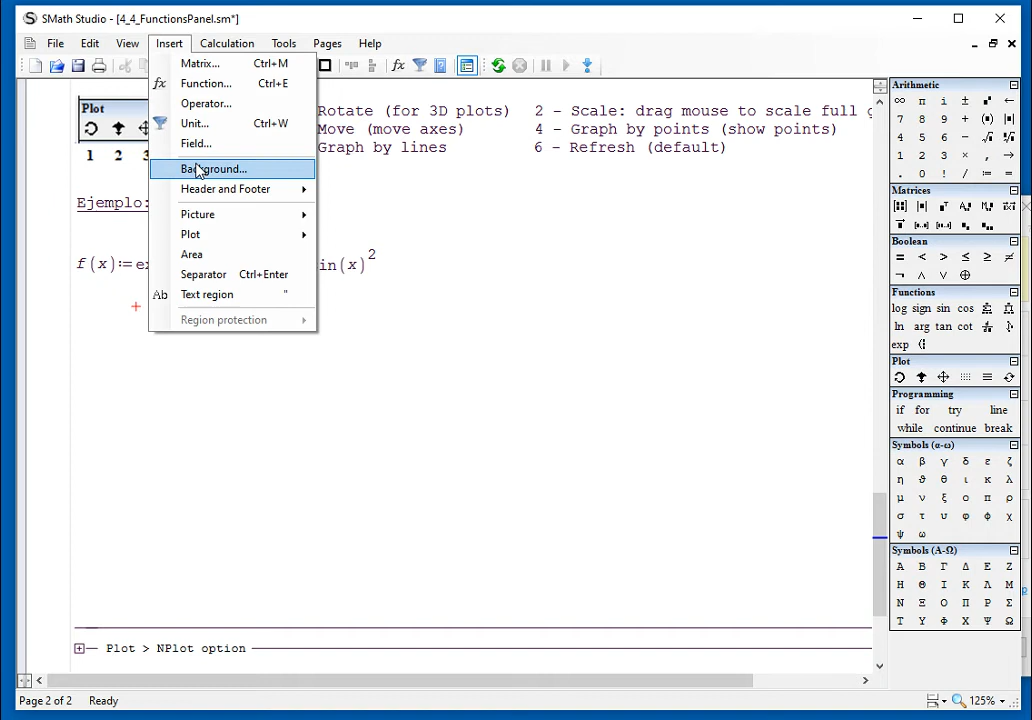 SMath Studio - [4_4_FunctionsPanel.sm*]
File Edit View Insert Calculation Tools Pages Help
Matrix... Ctrl+M
fx Function... Ctrl+E
Operator...
Unit... Ctrl+W
Field...
Background...
Header and Footer
Picture
Plot
Area
Separator Ctrl+Enter
Ab Text region "
Region protection
fx
Plot
1 2 3
Rotate (for 3D plots) 2 - Scale: drag mouse to scale full g
Move (move axes) 4 - Graph by points (show points)
Graph by lines 6 - Refresh (default)
Ejemplo:
f(x):=ex
in(x)²
Plot > NPlot option
Arithmetic
∞ π i ±
7 8 9 + (▪) |▪|
4 5 6 −
1 2 3 × , →
. 0 ! / := =
Matrices
Boolean
= < > ≤ ≥ ≠
¬ ∧ ∨ ⊕
Functions
log sign sin cos
ln arg tan cot
exp
Plot
Programming
if for try line
while continue break
Symbols (α-ω)
α β γ δ ε ζ
η ϑ θ ι κ λ
μ ν ξ ο π ρ
σ τ υ φ ϕ χ
ψ ω
Symbols (Α-Ω)
Α Β Γ Δ Ε Ζ
Η Θ Ι Κ Λ Μ
Ν Ξ Ο Π Ρ Σ
Τ Υ Φ Χ Ψ Ω
Page 2 of 2 Ready
125%